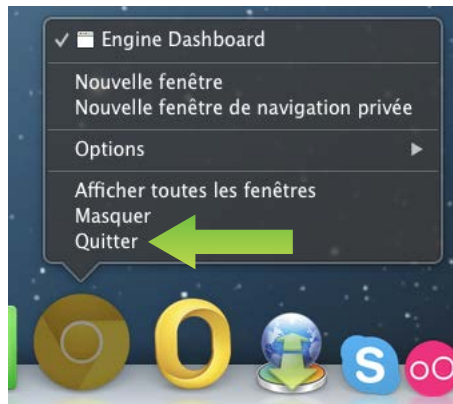 ✓ Engine Dashboard
Nouvelle fenêtre
Nouvelle fenêtre de navigation privée
Options
Afficher toutes les fenêtres
Masquer
Quitter